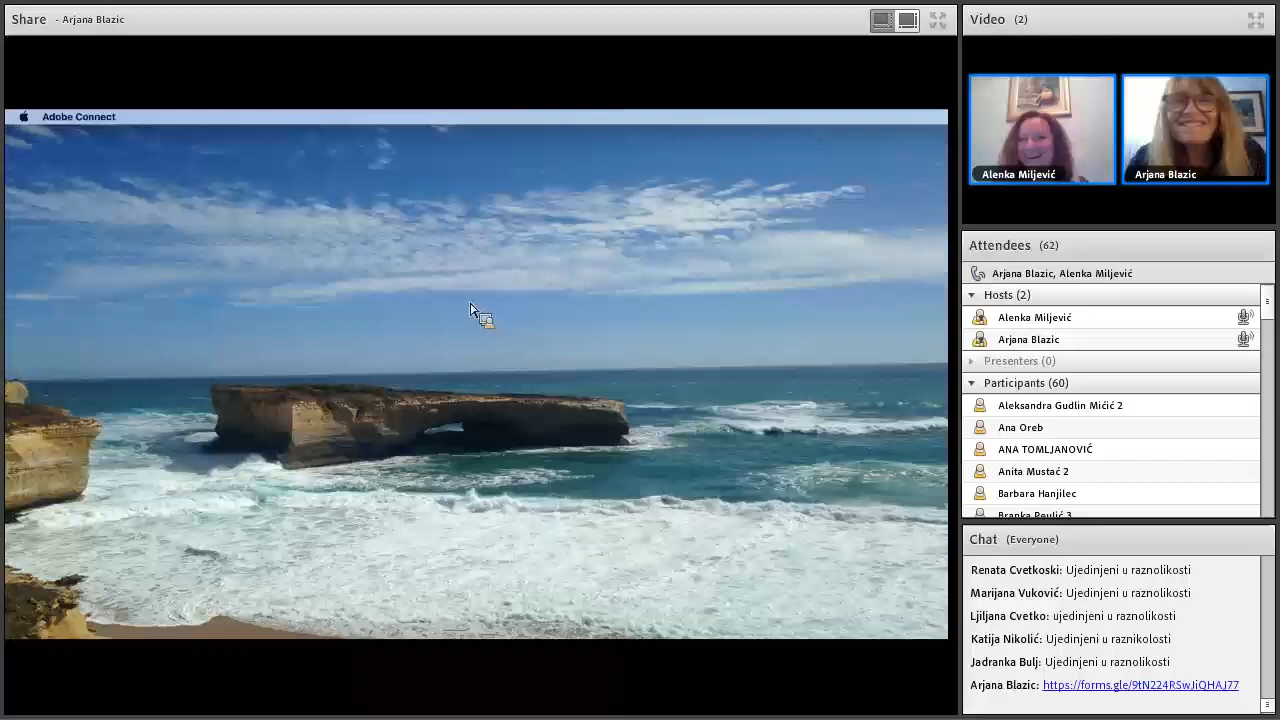 Share - Arjana Blazic
Adobe Connect
Video (2)
Alenka Miljević
Arjana Blazic
Attendees (62)
Arjana Blazic, Alenka Miljević
Hosts (2)
Alenka Miljević
Arjana Blazic
Presenters (0)
Participants (60)
Aleksandra Gudlin Mićić 2
Ana Oreb
ANA TOMLJANOVIĆ
Anita Mustać 2
Barbara Hanjilec
Branka Peulić 3
Chat (Everyone)
Renata Cvetkoski: Ujedinjeni u raznolikosti
Marijana Vuković: Ujedinjeni u raznolikosti
Ljiljana Cvetko: ujedinjeni u raznolikosti
Katija Nikolić: Ujedinjeni u raznikolosti
Jadranka Bulj: Ujedinjeni u raznolikosti
Arjana Blazic: https://forms.gle/9tN224RSwJiQHAJ77